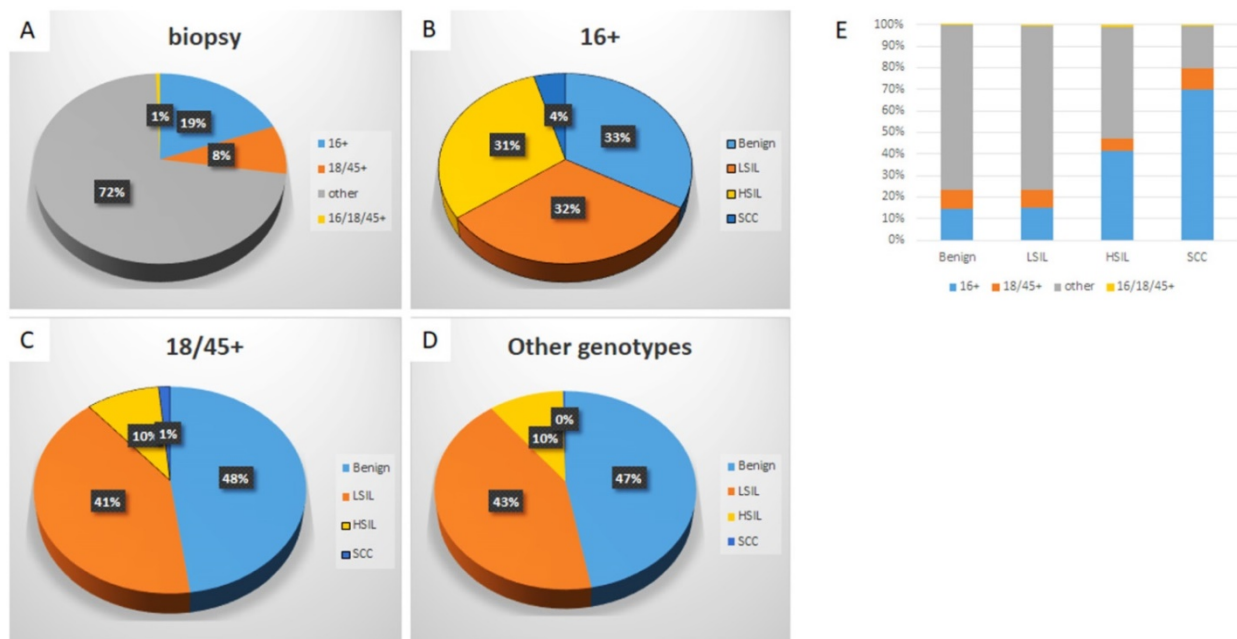 A
biopsy
1%
19%
8%
72%
16+
18/45+
other
16/18/45+
B
16+
4%
33%
31%
32%
Benign
LSIL
HSIL
SCC
E
100%
90%
80%
70%
60%
50%
40%
30%
20%
10%
0%
Benign LSIL HSIL SCC
16+ 18/45+ other 16/18/45+
C
18/45+
10% 1%
48%
41%
Benign
LSIL
HSIL
SCC
D
Other genotypes
0%
10%
47%
43%
Benign
LSIL
HSIL
SCC